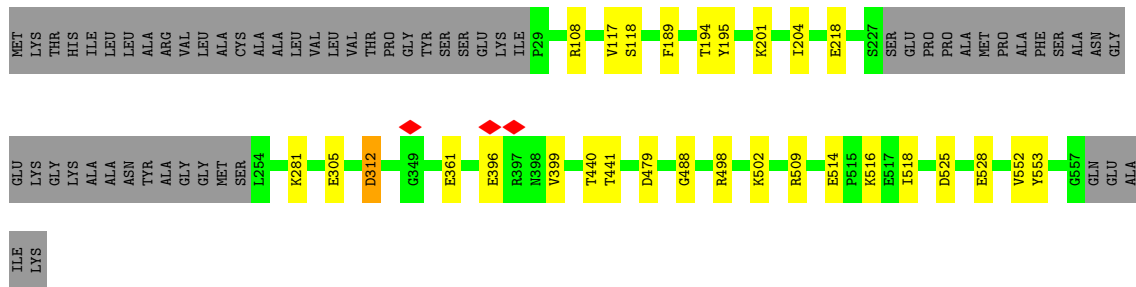 MET LYS THR HIS ILE LEU LEU ALA ARG VAL LEU ALA CYS ALA ALA LEU VAL LEU VAL THR PRO GLY TYR SER SER GLU LYS ILE P29 R108 V117 S118 F189 T194 Y195 K201 I204 E218 S227 SER GLU PRO PRO ALA MET PRO ALA PHE SER ALA ASN GLY
GLU LYS GLY LYS ALA ALA ASN TYR ALA GLY GLY MET SER L254 K281 E305 D312 G349 E361 E396 R397 N398 V399 T440 T441 D479 G488 R498 K502 R509 E514 P515 K516 E517 I518 D525 E528 V552 Y553 G557 GLN GLU ALA
ILE LYS